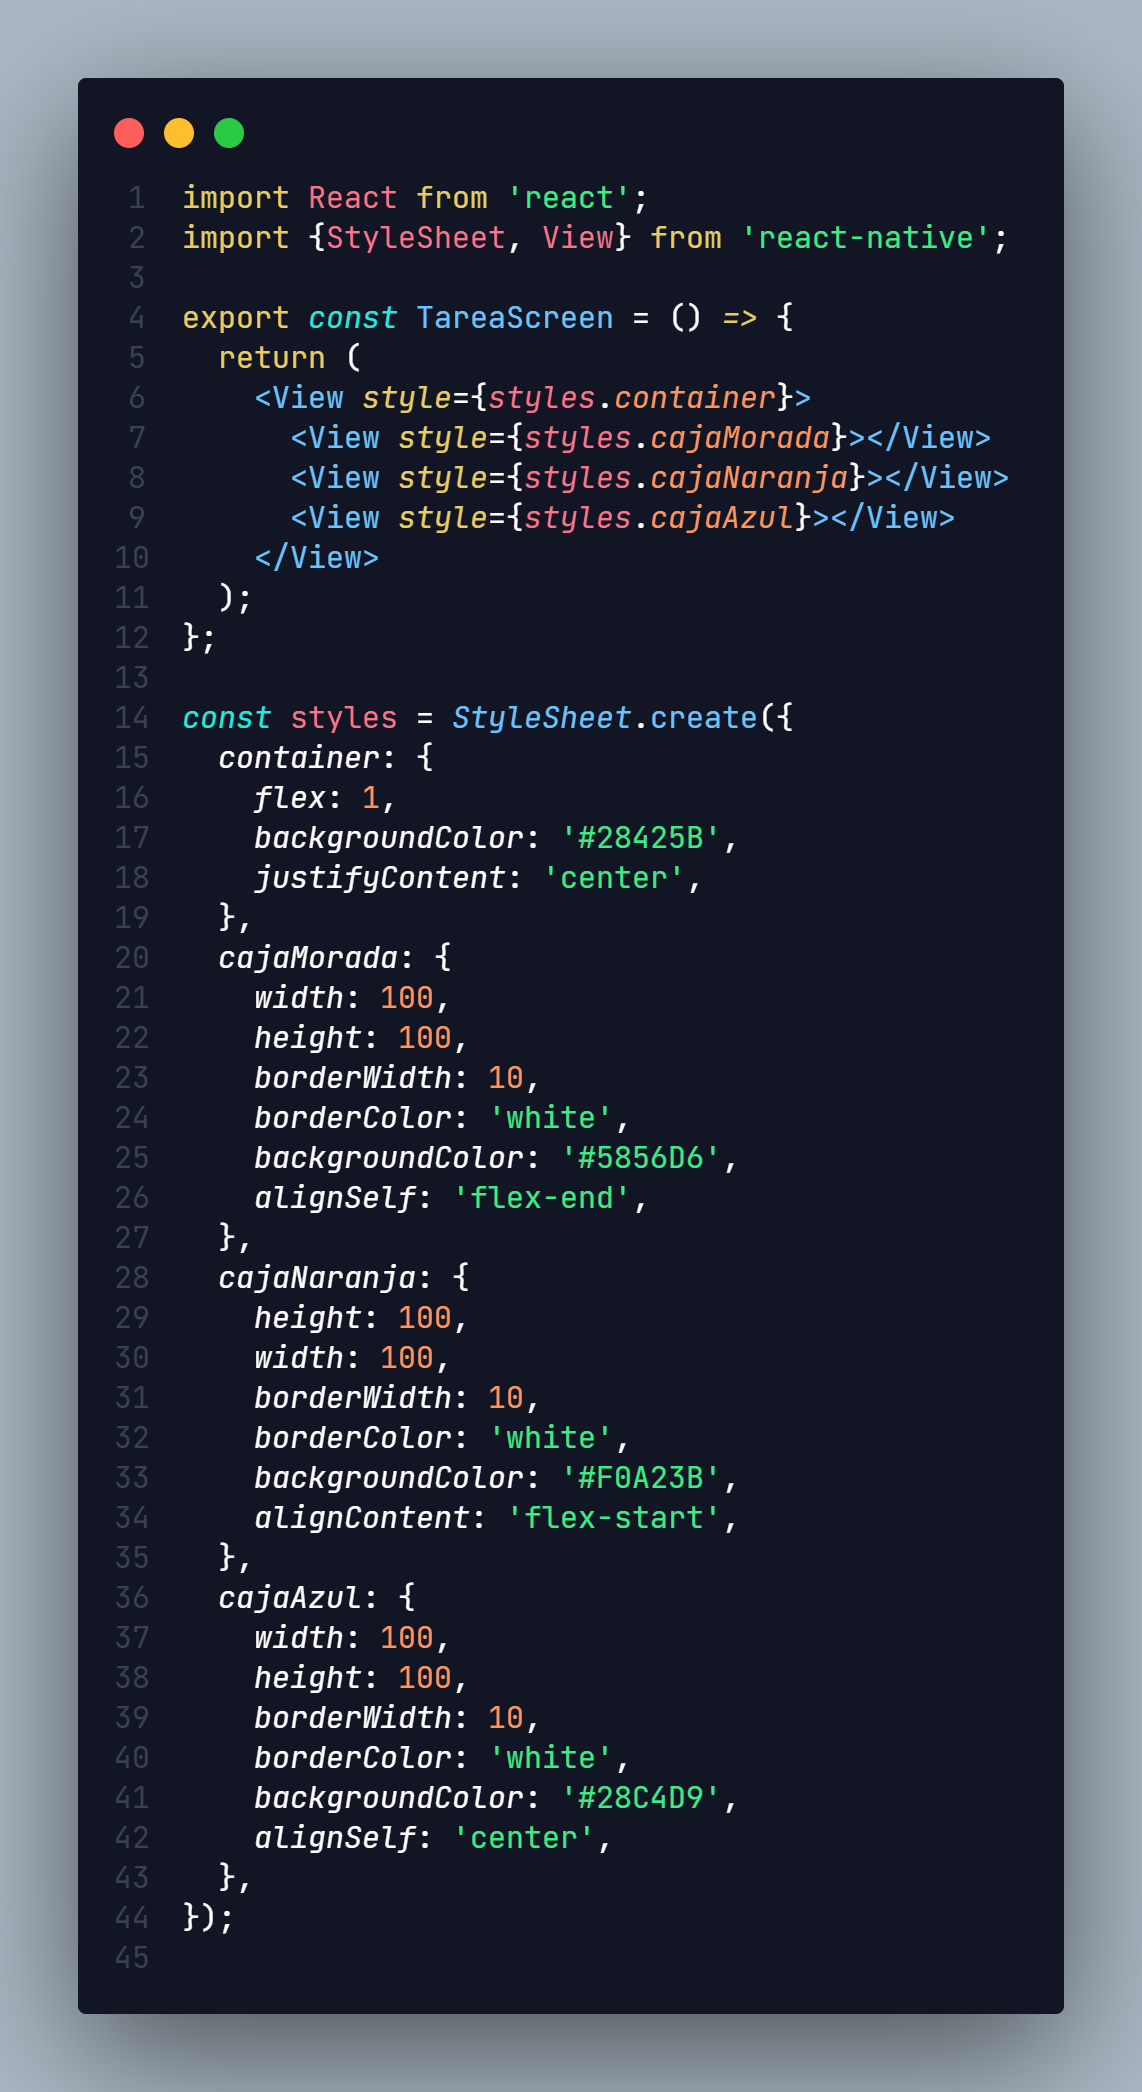 1 import React from 'react';
2 import {StyleSheet, View} from 'react-native';
3
4 export const TareaScreen = () => {
5   return (
6     <View style={styles.container}>
7       <View style={styles.cajaMorada}></View>
8       <View style={styles.cajaNaranja}></View>
9       <View style={styles.cajaAzul}></View>
10     </View>
11   );
12 };
13
14 const styles = StyleSheet.create({
15   container: {
16     flex: 1,
17     backgroundColor: '#28425B',
18     justifyContent: 'center',
19   },
20   cajaMorada: {
21     width: 100,
22     height: 100,
23     borderWidth: 10,
24     borderColor: 'white',
25     backgroundColor: '#5856D6',
26     alignSelf: 'flex-end',
27   },
28   cajaNaranja: {
29     height: 100,
30     width: 100,
31     borderWidth: 10,
32     borderColor: 'white',
33     backgroundColor: '#F0A23B',
34     alignContent: 'flex-start',
35   },
36   cajaAzul: {
37     width: 100,
38     height: 100,
39     borderWidth: 10,
40     borderColor: 'white',
41     backgroundColor: '#28C4D9',
42     alignSelf: 'center',
43   },
44 });
45